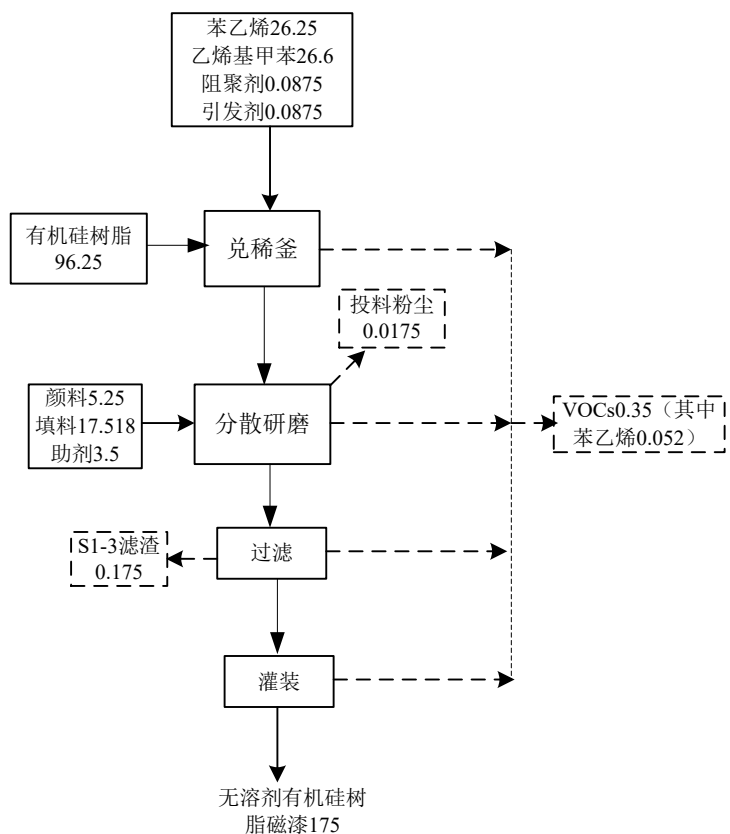 苯乙烯26.25
乙烯基甲苯26.6
阻聚剂0.0875
引发剂0.0875
有机硅树脂
96.25
兑稀釜
投料粉尘
0.0175
颜料5.25
填料17.518
助剂3.5
分散研磨
VOCs0.35（其中
苯乙烯0.052）
S1-3滤渣
0.175
过滤
灌装
无溶剂有机硅树
脂磁漆175